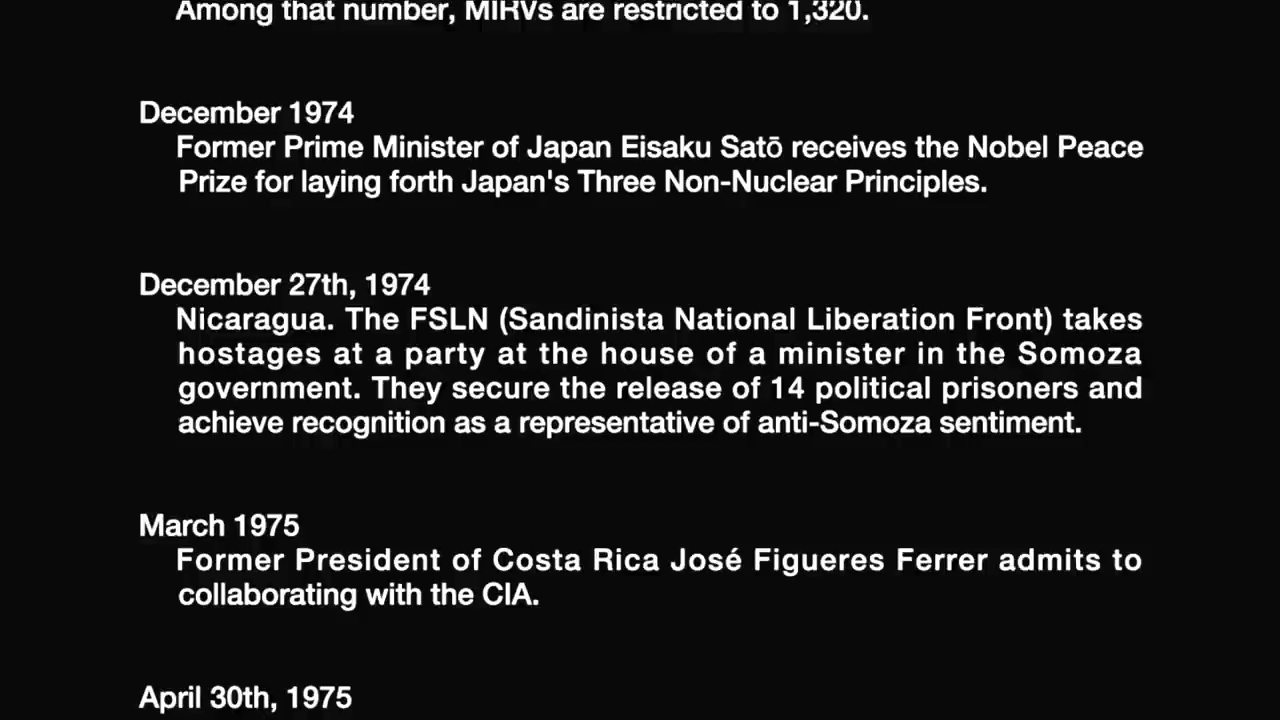 Among that number, MIRVs are restricted to 1,320.
December 1974
Former Prime Minister of Japan Eisaku Satō receives the Nobel Peace
Prize for laying forth Japan's Three Non-Nuclear Principles.
December 27th, 1974
Nicaragua. The FSLN (Sandinista National Liberation Front) takes
hostages at a party at the house of a minister in the Somoza
government. They secure the release of 14 political prisoners and
achieve recognition as a representative of anti-Somoza sentiment.
March 1975
Former President of Costa Rica José Figueres Ferrer admits to
collaborating with the CIA.
April 30th, 1975